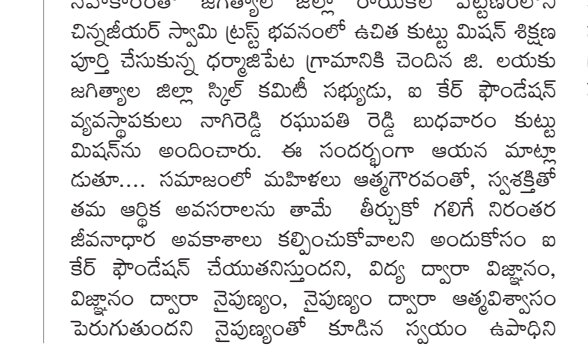 సహకారంతో జగిత్యాల జిల్లా రాయికల్ పట్టణంలోని
చిన్నజీయర్ స్వామి ట్రస్ట్ భవనంలో ఉచిత కుట్టు మిషన్ శిక్షణ
పూర్తి చేసుకున్న ధర్మాజిపేట గ్రామానికి చెందిన జి. లయకు
జగిత్యాల జిల్లా స్కిల్ కమిటీ సభ్యుడు, ఐ కేర్ ఫౌండేషన్
వ్యవస్థాపకులు నాగిరెడ్డి రఘుపతి రెడ్డి బుధవారం కుట్టు
మిషన్‌ను అందించారు. ఈ సందర్భంగా ఆయన మాట్లా
డుతూ.... సమాజంలో మహిళలు ఆత్మగౌరవంతో, స్వశక్తితో
తమ ఆర్థిక అవసరాలను తామే తీర్చుకో గలిగే నిరంతర
జీవనాధార అవకాశాలు కల్పించుకోవాలని అందుకోసం ఐ
కేర్ ఫౌండేషన్ చేయుతనిస్తుందని, విద్య ద్వారా విజ్ఞానం,
విజ్ఞానం ద్వారా నైపుణ్యం, నైపుణ్యం ద్వారా ఆత్మవిశ్వాసం
పెరుగుతుందని నైపుణ్యంతో కూడిన స్వయం ఉపాధిని